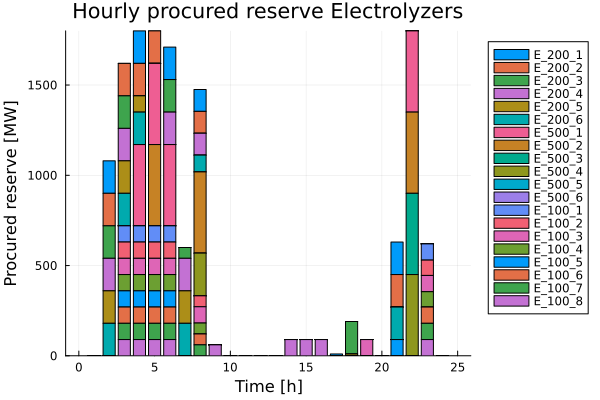 Hourly procured reserve Electrolyzers
Procured reserve [MW]
1500
1000
500
0
0 5 10 15 20 25
Time [h]
E_200_1
E_200_2
E_200_3
E_200_4
E_200_5
E_200_6
E_500_1
E_500_2
E_500_3
E_500_4
E_500_5
E_500_6
E_100_1
E_100_2
E_100_3
E_100_4
E_100_5
E_100_6
E_100_7
E_100_8